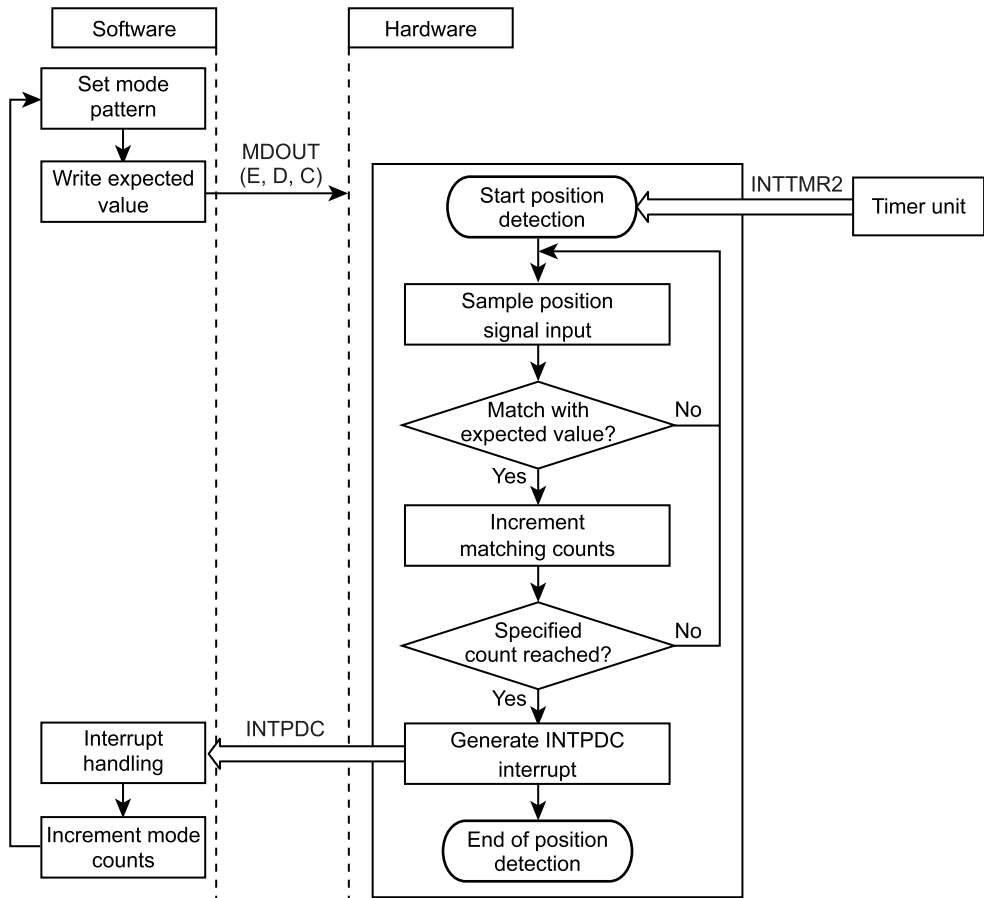 Software
Hardware
Set mode
pattern
Write expected
value
MDOUT
(E, D, C)
Start position
detection
INTTMR2
Timer unit
Sample position
signal input
Match with
expected value?
No
Yes
Increment
matching counts
Specified
count reached?
No
Yes
Generate INTPDC
interrupt
INTPDC
Interrupt
handling
Increment mode
counts
End of position
detection